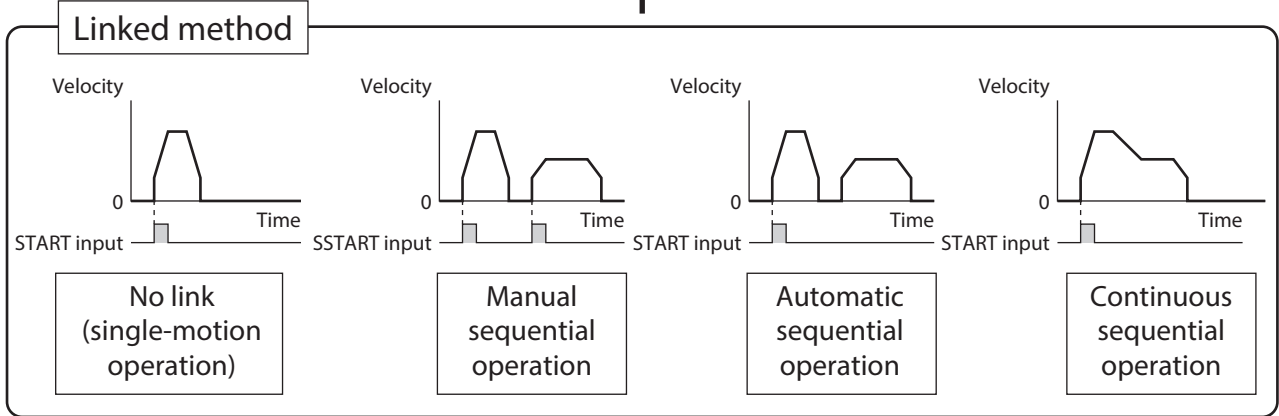 Linked method
Velocity
0
Time
START input
No link
(single-motion
operation)
Velocity
0
Time
SSTART input
Manual
sequential
operation
Velocity
0
Time
START input
Automatic
sequential
operation
Velocity
0
Time
START input
Continuous
sequential
operation